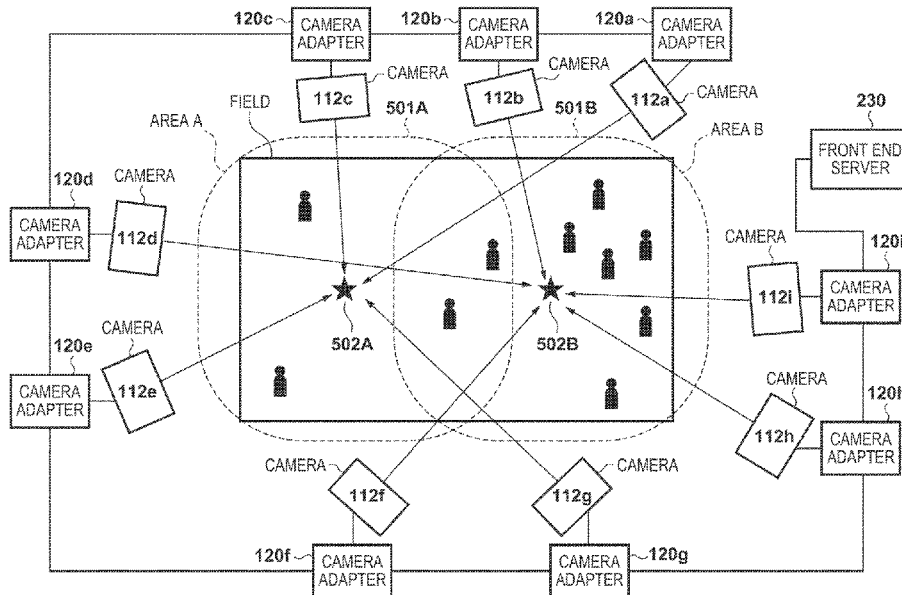 120c
CAMERA
ADAPTER
120b
CAMERA
ADAPTER
120a
CAMERA
ADAPTER
CAMERA
112c
CAMERA
112b
CAMERA
112a
FIELD
501A
501B
AREA A
AREA B
230
FRONT END
SERVER
120d
CAMERA
ADAPTER
CAMERA
112d
CAMERA
112i
120i
CAMERA
ADAPTER
502A
502B
120e
CAMERA
ADAPTER
CAMERA
112e
CAMERA
112h
120h
CAMERA
ADAPTER
CAMERA
112f
CAMERA
112g
120f
CAMERA
ADAPTER
120g
CAMERA
ADAPTER